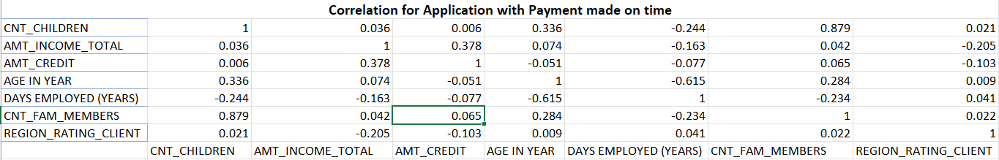 Correlation for Application with Payment made on time
CNT_CHILDREN 1 0.036 0.006 0.336 -0.244 0.879 0.021
AMT_INCOME_TOTAL 0.036 1 0.378 0.074 -0.163 0.042 -0.205
AMT_CREDIT 0.006 0.378 1 -0.051 -0.077 0.065 -0.103
AGE IN YEAR 0.336 0.074 -0.051 1 -0.615 0.284 0.009
DAYS EMPLOYED (YEARS) -0.244 -0.163 -0.077 -0.615 1 -0.234 0.041
CNT_FAM_MEMBERS 0.879 0.042 0.065 0.284 -0.234 1 0.022
REGION_RATING_CLIENT 0.021 -0.205 -0.103 0.009 0.041 0.022 1
CNT_CHILDREN AMT_INCOME_TOTAL AMT_CREDIT AGE IN YEAR DAYS EMPLOYED (YEARS) CNT_FAM_MEMBERS REGION_RATING_CLIENT